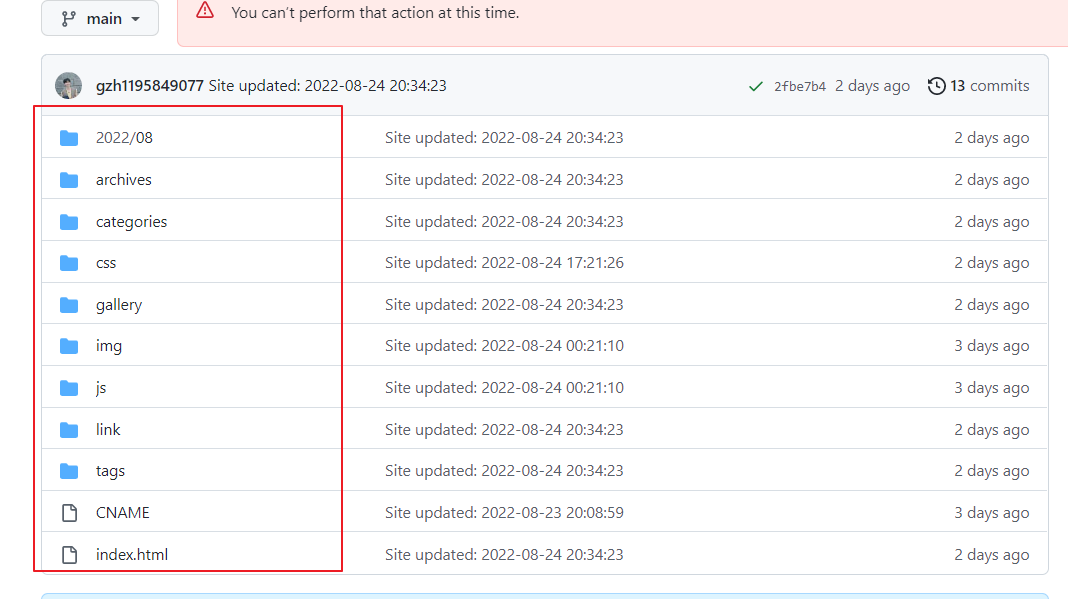 main
You can’t perform that action at this time.
gzh1195849077 Site updated: 2022-08-24 20:34:23 2fbe7b4 2 days ago 13 commits
2022/08 Site updated: 2022-08-24 20:34:23 2 days ago
archives Site updated: 2022-08-24 20:34:23 2 days ago
categories Site updated: 2022-08-24 20:34:23 2 days ago
css Site updated: 2022-08-24 17:21:26 2 days ago
gallery Site updated: 2022-08-24 20:34:23 2 days ago
img Site updated: 2022-08-24 00:21:10 3 days ago
js Site updated: 2022-08-24 00:21:10 3 days ago
link Site updated: 2022-08-24 20:34:23 2 days ago
tags Site updated: 2022-08-24 20:34:23 2 days ago
CNAME Site updated: 2022-08-23 20:08:59 3 days ago
index.html Site updated: 2022-08-24 20:34:23 2 days ago